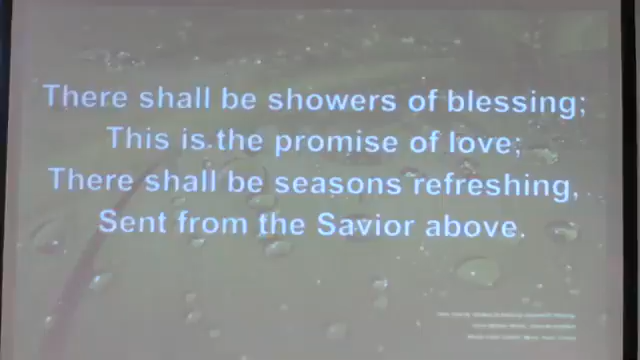 There shall be showers of blessing;
This is the promise of love;
There shall be seasons refreshing,
Sent from the Savior above.